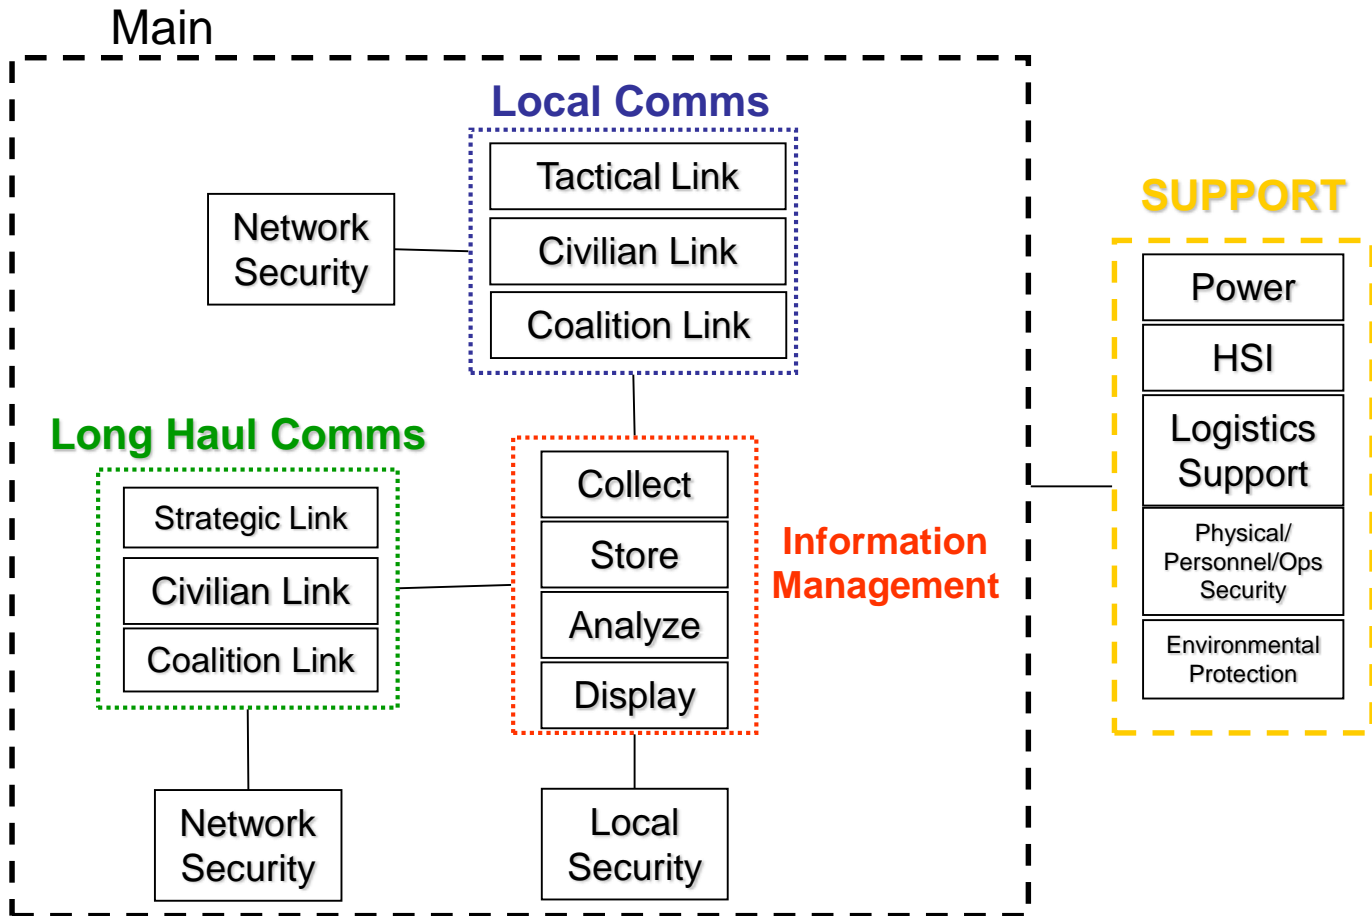 Main
Local Comms
Tactical Link
Civilian Link
Coalition Link
Network
Security
Long Haul Comms
Strategic Link
Civilian Link
Coalition Link
Collect
Store
Analyze
Display
Information
Management
Network
Security
Local
Security
SUPPORT
Power
HSI
Logistics
Support
Physical/
Personnel/Ops
Security
Environmental
Protection